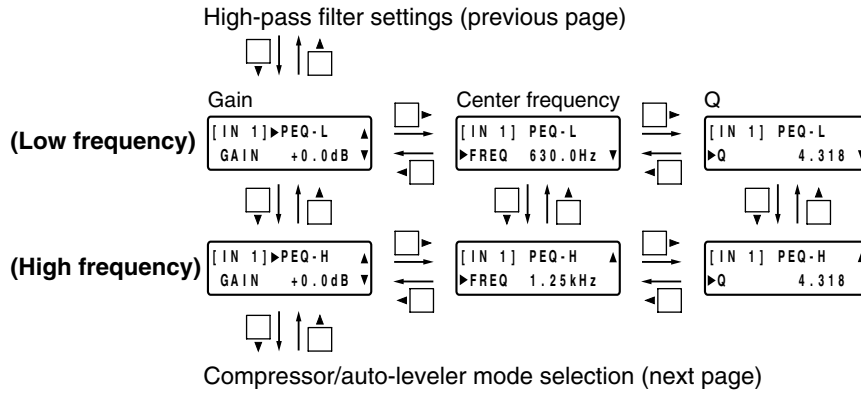 High-pass filter settings (previous page)
Gain
Center frequency
Q
(Low frequency)
[IN 1]▶PEQ-L ▲
GAIN +0.0dB ▼
[IN 1] PEQ-L
▶FREQ 630.0Hz ▼
[IN 1] PEQ-L
▶Q 4.318 ▼
(High frequency)
[IN 1]▶PEQ-H ▲
GAIN +0.0dB ▼
[IN 1] PEQ-H ▲
▶FREQ 1.25kHz
[IN 1] PEQ-H ▲
▶Q 4.318
Compressor/auto-leveler mode selection (next page)